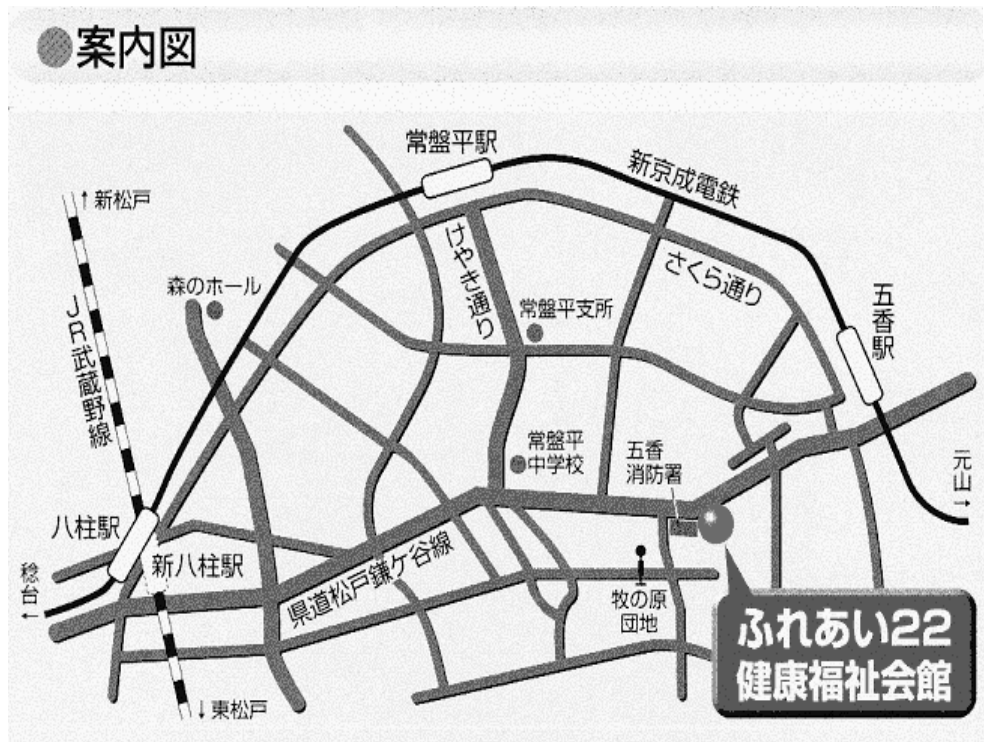 案内図
常盤平駅
新京成電鉄
↑新松戸
JR武蔵野線
森のホール
けやき通り
常盤平支所
さくら通り
五香駅
常盤平
中学校
五香
消防署
元山→
八柱駅
新八柱駅
稔台←
県道松戸鎌ケ谷線
牧の原
団地
ふれあい22
健康福祉会館
↓東松戸